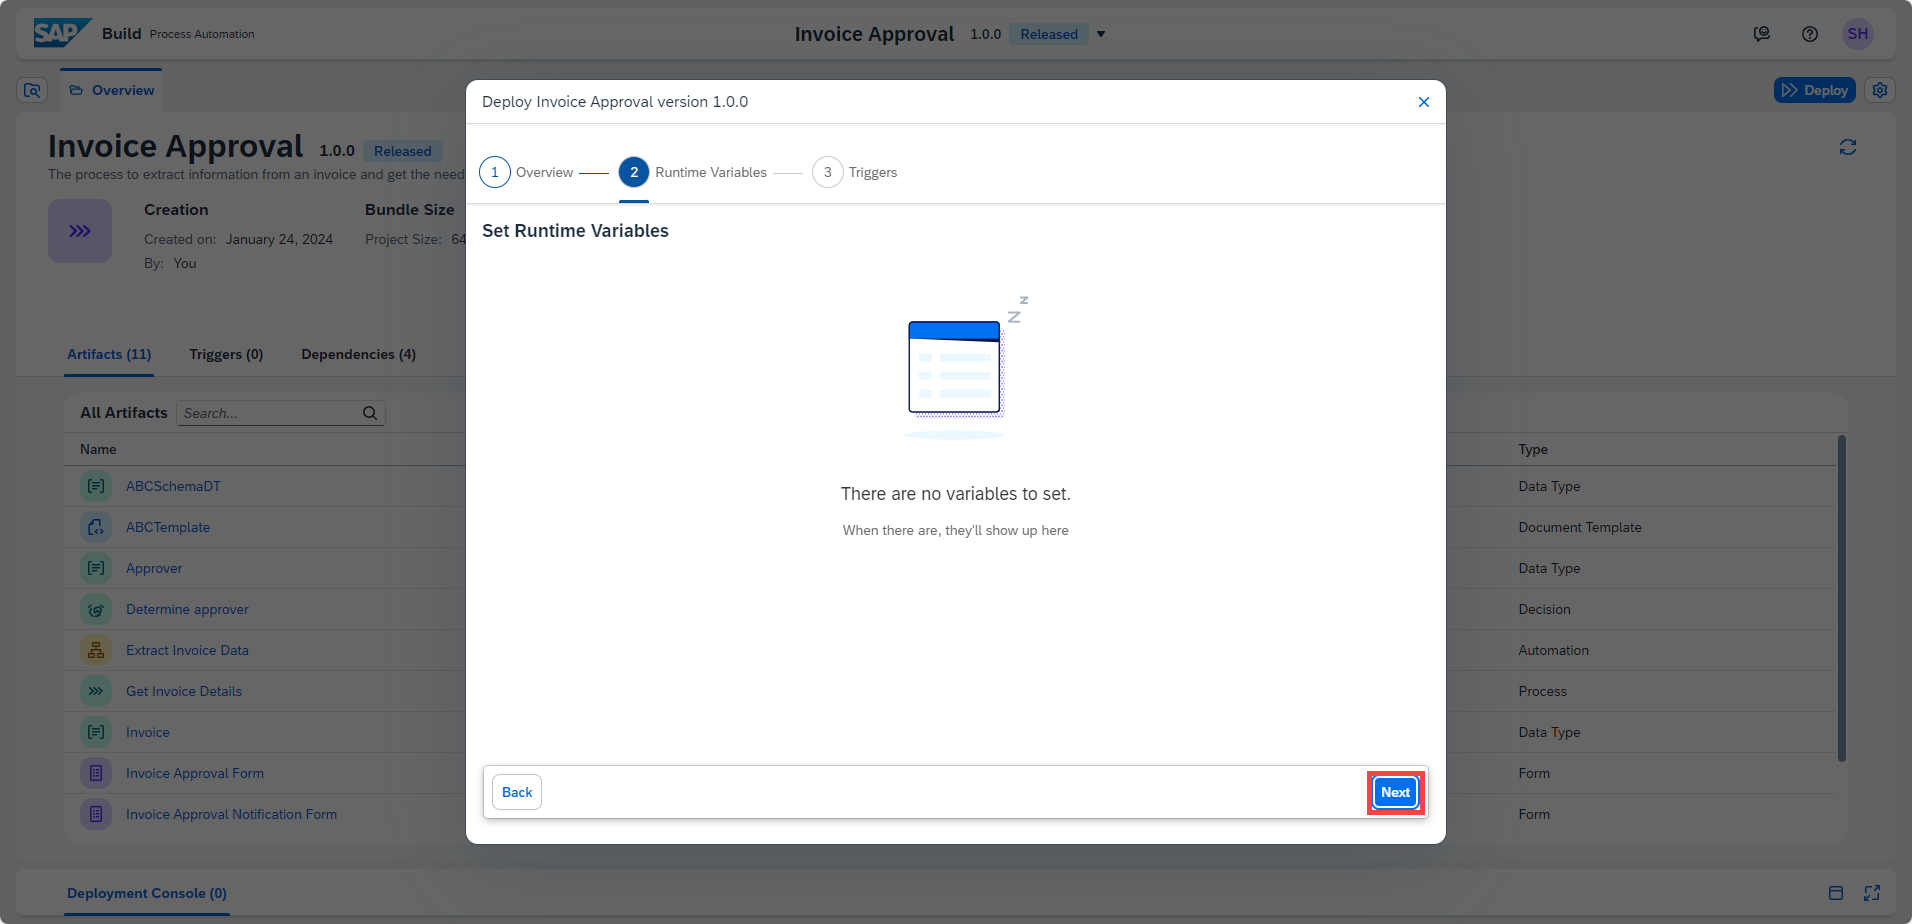 SAP Build Process Automation
Invoice Approval 1.0.0 Released
SH
Overview
Deploy
Invoice Approval 1.0.0 Released
The process to extract information from an invoice and get the need
Creation
Created on: January 24, 2024
By: You
Bundle Size
Project Size: 64
Artifacts (11) Triggers (0) Dependencies (4)
All Artifacts Search...
Name Type
ABCSchemaDT Data Type
ABCTemplate Document Template
Approver Data Type
Determine approver Decision
Extract Invoice Data Automation
Get Invoice Details Process
Invoice Data Type
Invoice Approval Form Form
Invoice Approval Notification Form Form
Deployment Console (0)
Deploy Invoice Approval version 1.0.0
1 Overview 2 Runtime Variables 3 Triggers
Set Runtime Variables
z
Z
There are no variables to set.
When there are, they'll show up here
Back Next